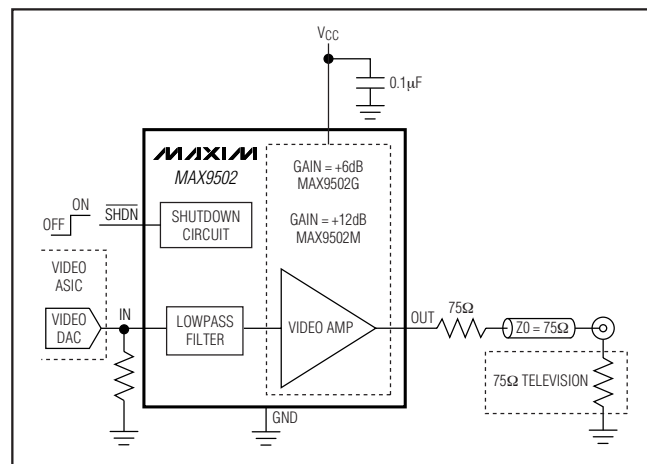 VCC
0.1µF
MAXIM
MAX9502
GAIN = +6dB
MAX9502G
GAIN = +12dB
MAX9502M
ON
OFF
SHDN
SHUTDOWN
CIRCUIT
VIDEO
ASIC
VIDEO
DAC
IN
LOWPASS
FILTER
VIDEO AMP
OUT
75Ω
Z0 = 75Ω
75Ω TELEVISION
GND